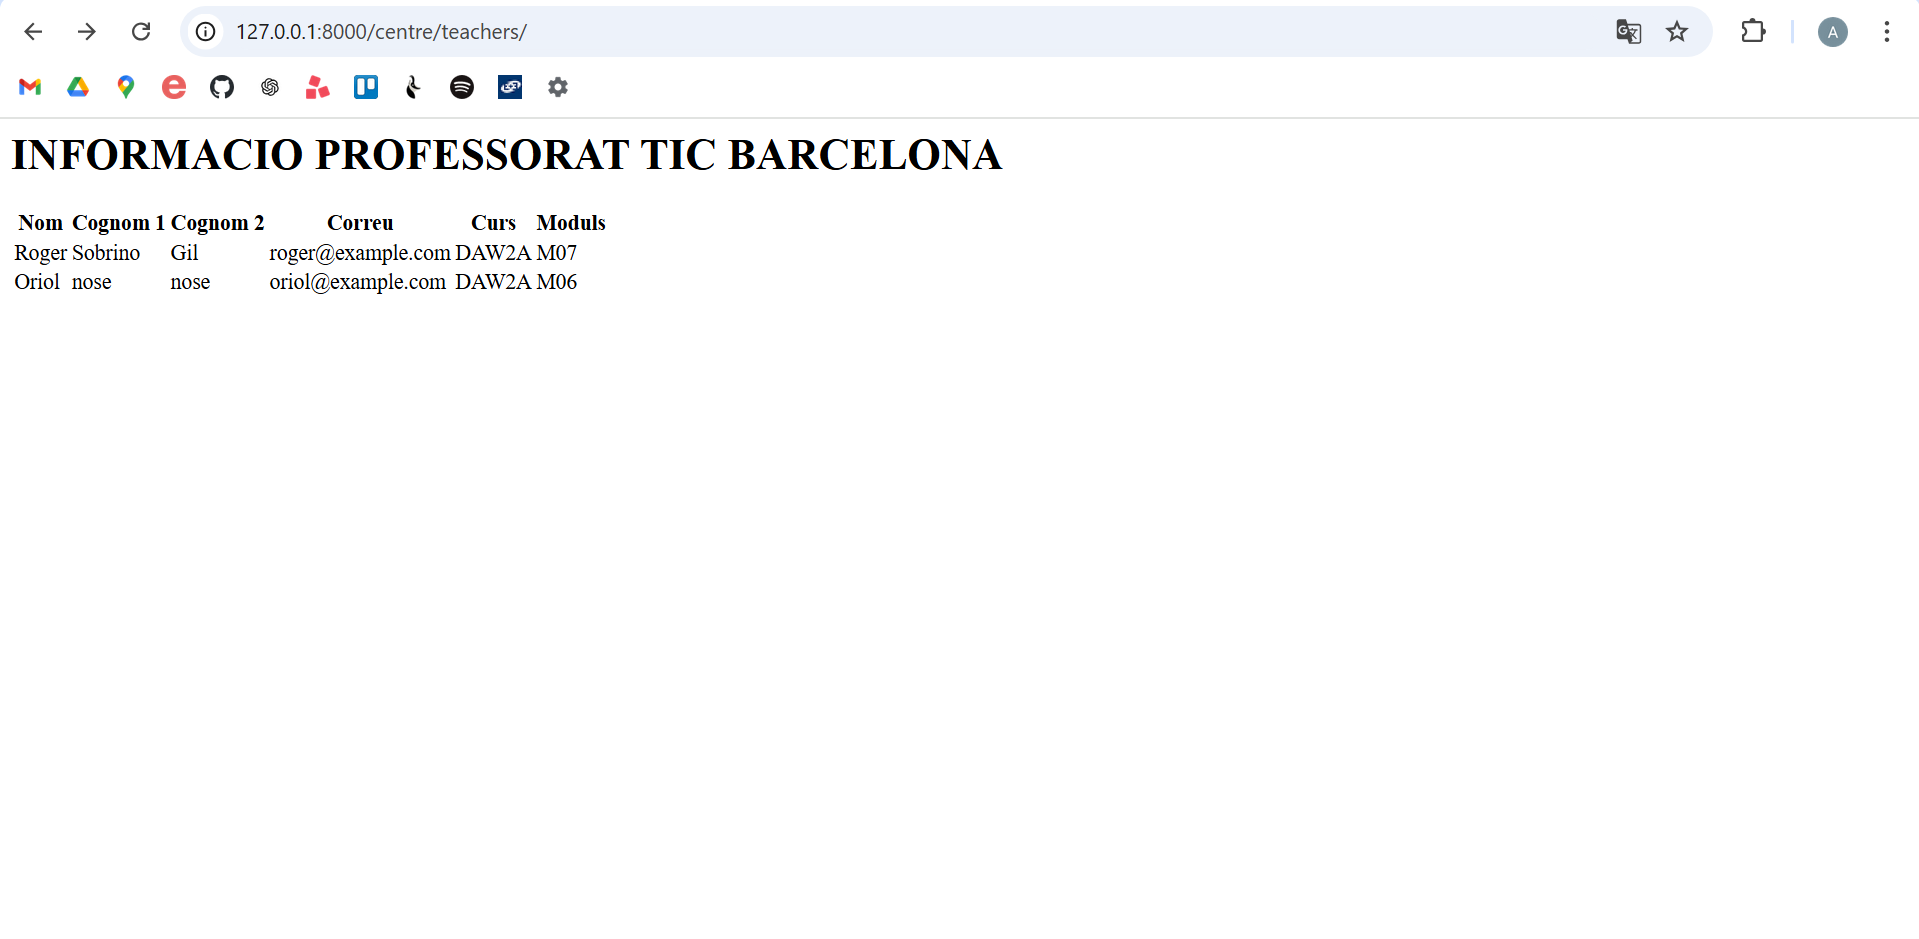 127.0.0.1:8000/centre/teachers/
A
INFORMACIO PROFESSORAT TIC BARCELONA
Nom Cognom 1 Cognom 2 Correu Curs Moduls
Roger Sobrino Gil roger@example.com DAW2A M07
Oriol nose nose oriol@example.com DAW2A M06